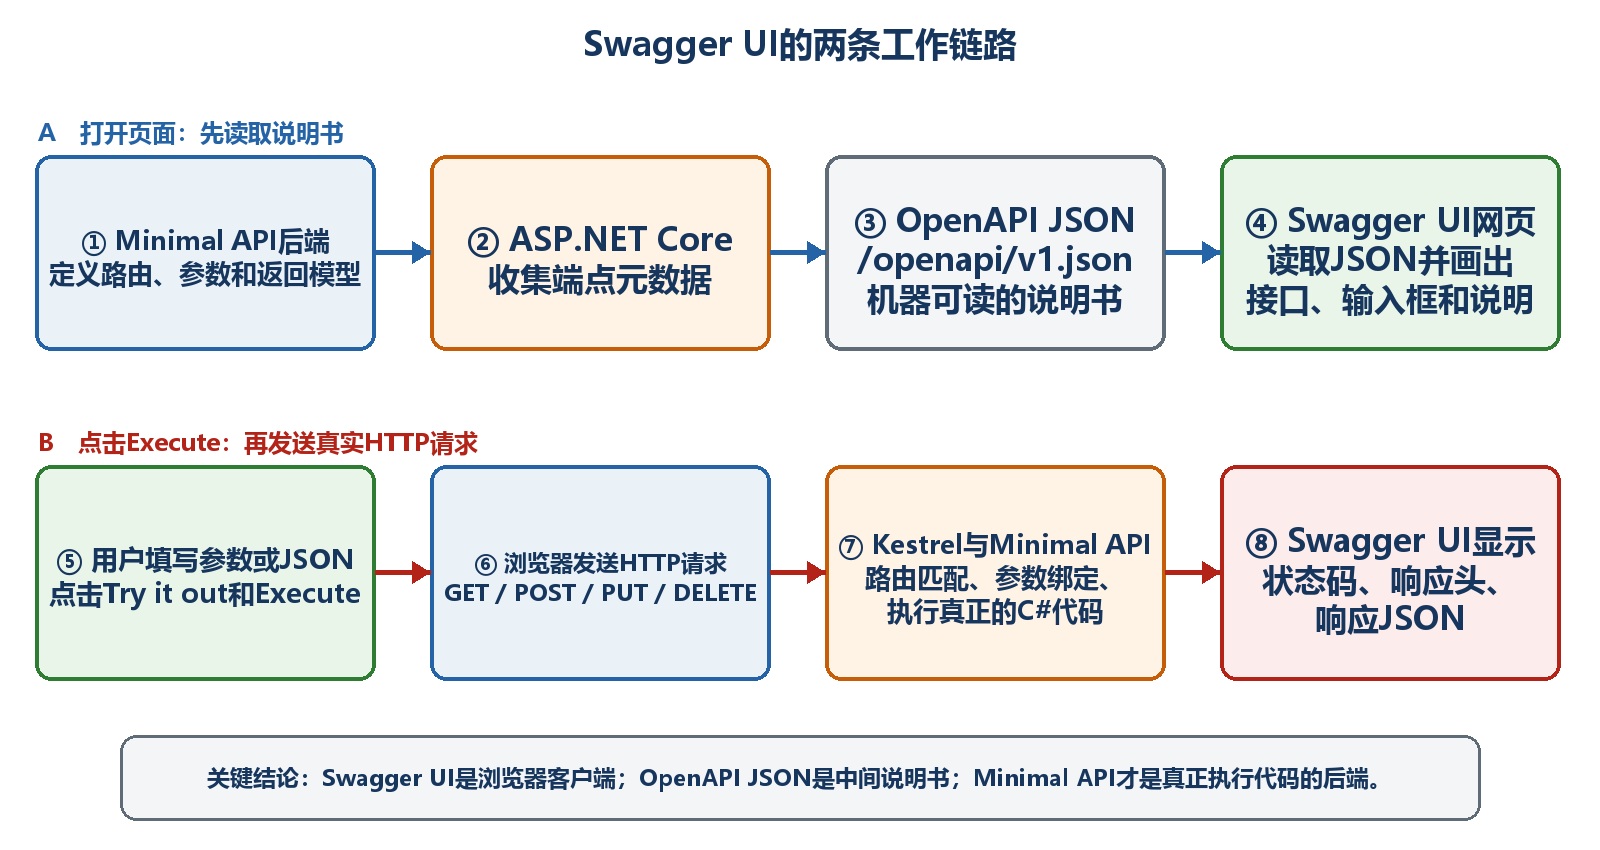 Swagger UI的两条工作链路
A 打开页面：先读取说明书
① Minimal API后端
定义路由、参数和返回模型
② ASP.NET Core
收集端点元数据
③ OpenAPI JSON
/openapi/v1.json
机器可读的说明书
④ Swagger UI网页
读取JSON并画出
接口、输入框和说明
B 点击Execute：再发送真实HTTP请求
⑤ 用户填写参数或JSON
点击Try it out和Execute
⑥ 浏览器发送HTTP请求
GET / POST / PUT / DELETE
⑦ Kestrel与Minimal API
路由匹配、参数绑定、
执行真正的C#代码
⑧ Swagger UI显示
状态码、响应头、
响应JSON
关键结论：Swagger UI是浏览器客户端；OpenAPI JSON是中间说明书；Minimal API才是真正执行代码的后端。